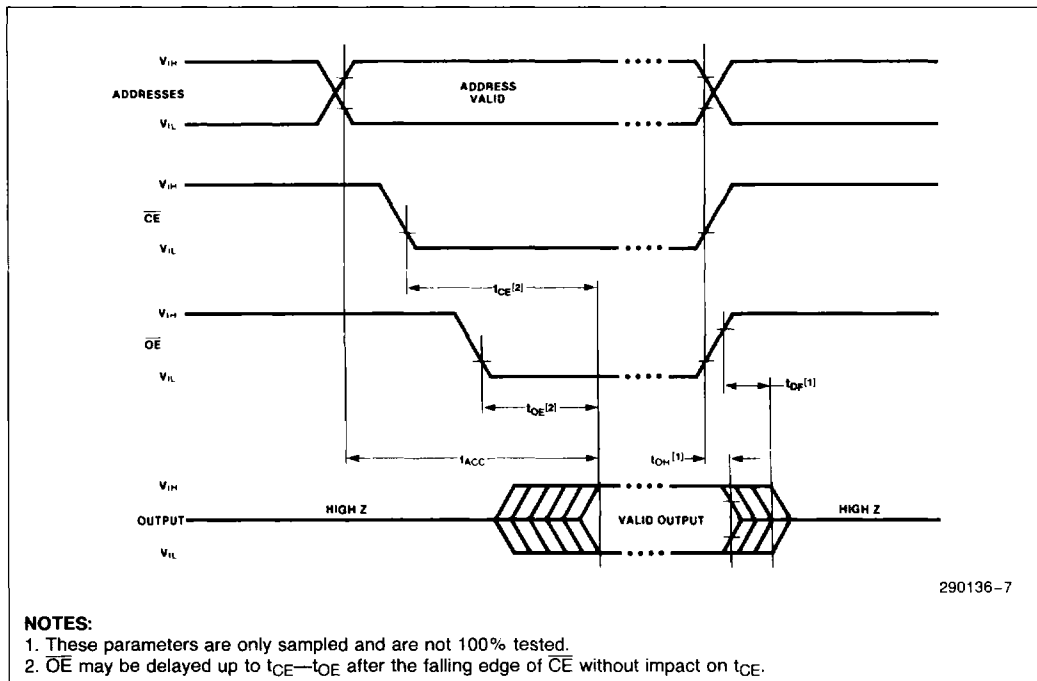 VIH
ADDRESSES
ADDRESS
VALID
VIL
VIH
CE
VIL
tCE[2]
VIH
OE
VIL
tOE[2]
tDF[1]
tACC
tOH[1]
VIH
OUTPUT
HIGH Z
VALID OUTPUT
HIGH Z
VIL
290136–7
NOTES:
1. These parameters are only sampled and are not 100% tested.
2. OE may be delayed up to tCE—tOE after the falling edge of CE without impact on tCE.